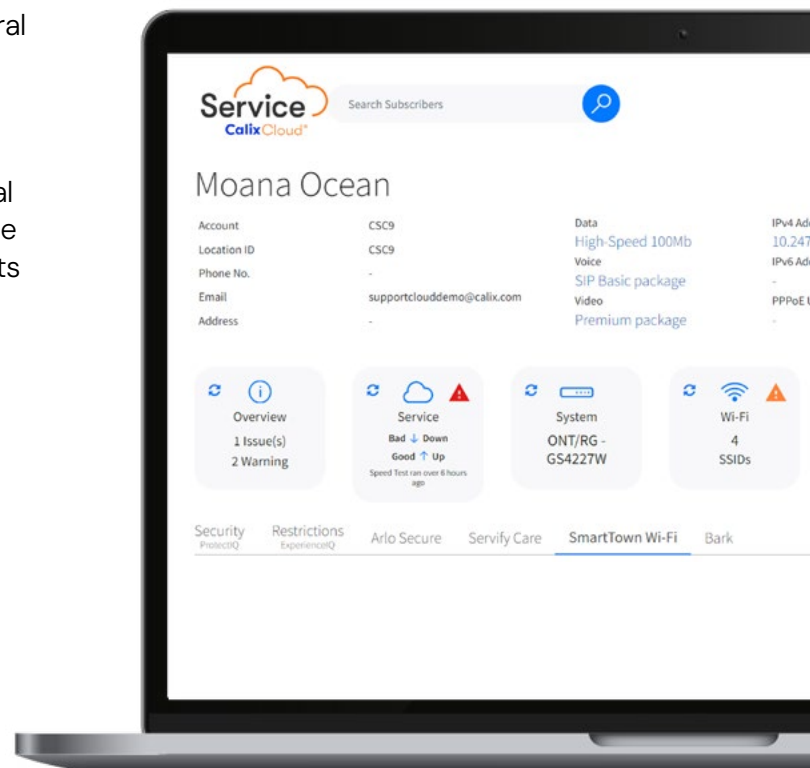 ral
al
e
ts
Service
CalixCloud®
Search Subscribers
Moana Ocean
Account CSC9
Location ID CSC9
Phone No. -
Email supportclouddemo@calix.com
Address -
Data
High-Speed 100Mb
Voice
SIP Basic package
Video
Premium package
IPv4 Ad
10.247
IPv6 Ad
-
PPPoE U
-
Overview
1 Issue(s)
2 Warning
Service
Bad ↓ Down
Good ↑ Up
Speed Test ran over 6 hours
ago
System
ONT/RG -
GS4227W
Wi-Fi
4
SSIDs
Security
ProtectIQ
Restrictions
ExperienceIQ
Arlo Secure
Servify Care
SmartTown Wi-Fi
Bark